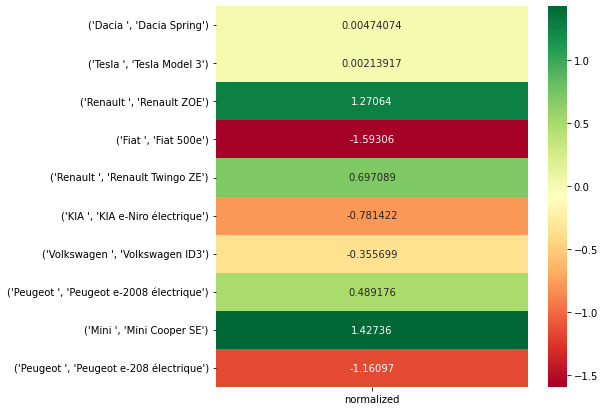 ('Dacia ', 'Dacia Spring') 0.00474074
('Tesla ', 'Tesla Model 3') 0.00213917
('Renault ', 'Renault ZOE') 1.27064
('Fiat ', 'Fiat 500e') -1.59306
('Renault ', 'Renault Twingo ZE') 0.697089
('KIA ', 'KIA e-Niro électrique') -0.781422
('Volkswagen ', 'Volkswagen ID3') -0.355699
('Peugeot ', 'Peugeot e-2008 électrique') 0.489176
('Mini ', 'Mini Cooper SE') 1.42736
('Peugeot ', 'Peugeot e-208 électrique') -1.16097
normalized
1.0
0.5
0.0
−0.5
−1.0
−1.5